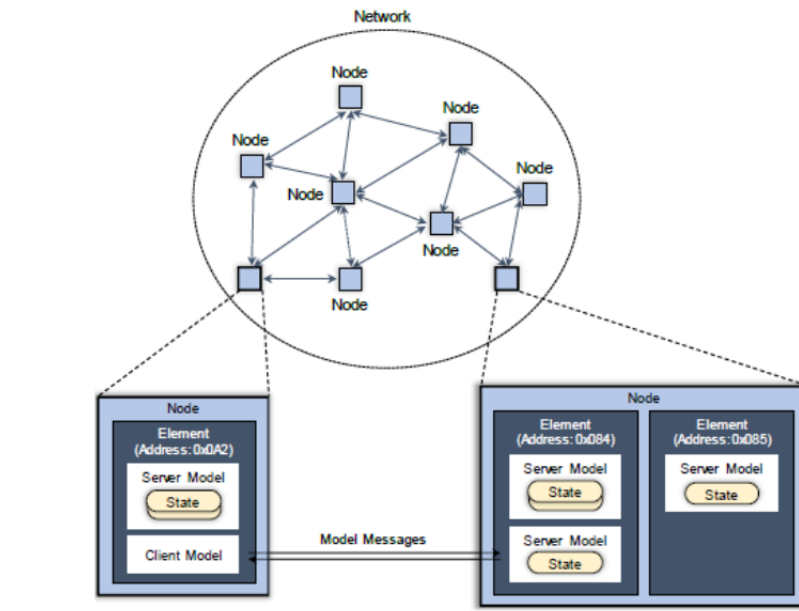 Network
Node
Node
Node
Node
Node
Node
Node
Node
Element
(Address:0x0A2)
Server Model
State
Client Model
Model Messages
Node
Element
(Address:0x084)
Server Model
State
Server Model
State
Element
(Address:0x085)
Server Model
State